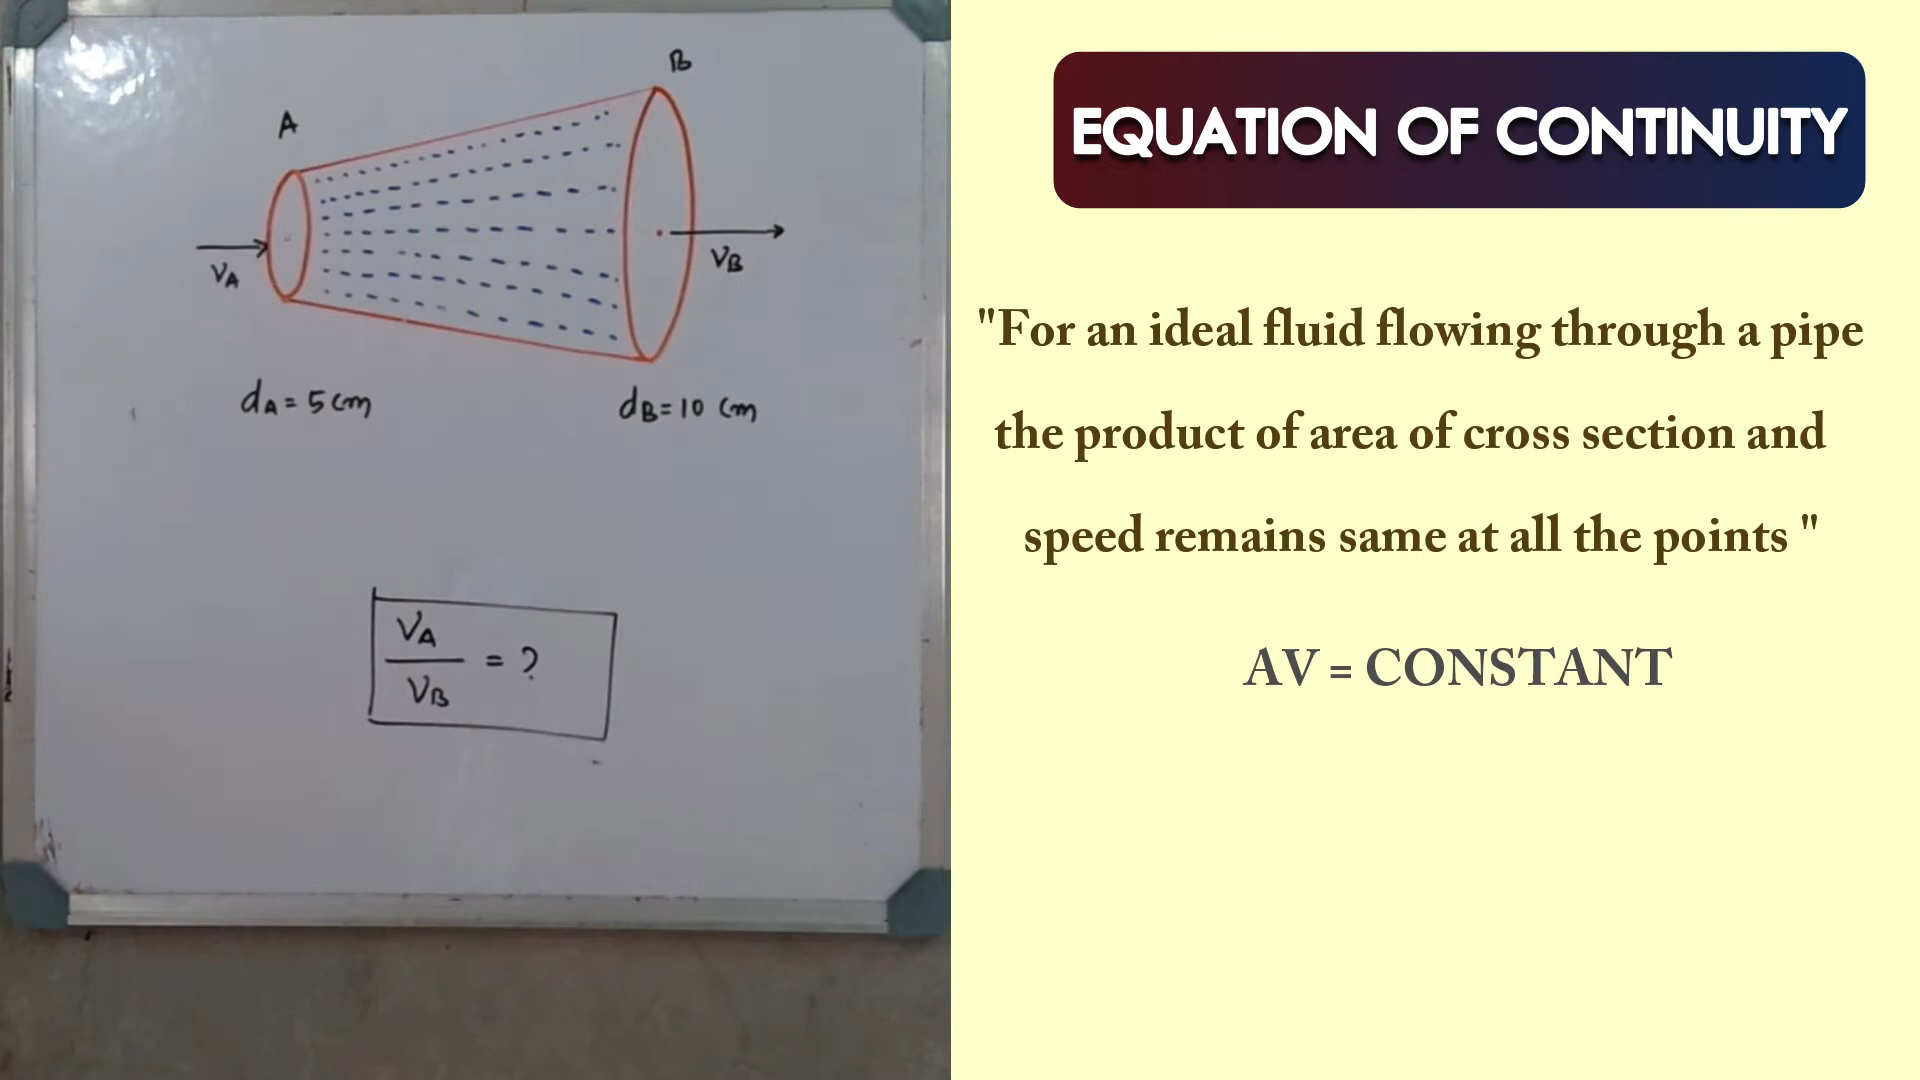 A
B
VA
VB
dA = 5 cm
dB = 10 cm
VA
VB
= ?
EQUATION OF CONTINUITY
"For an ideal fluid flowing through a pipe
the product of area of cross section and
speed remains same at all the points "
AV = CONSTANT